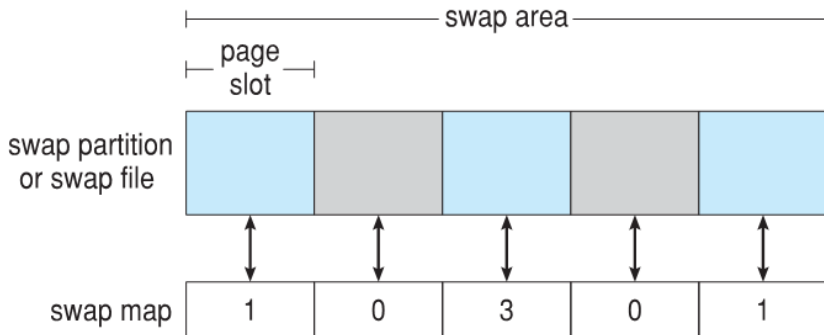 swap area
page
slot
swap partition
or swap file
swap map 1 0 3 0 1